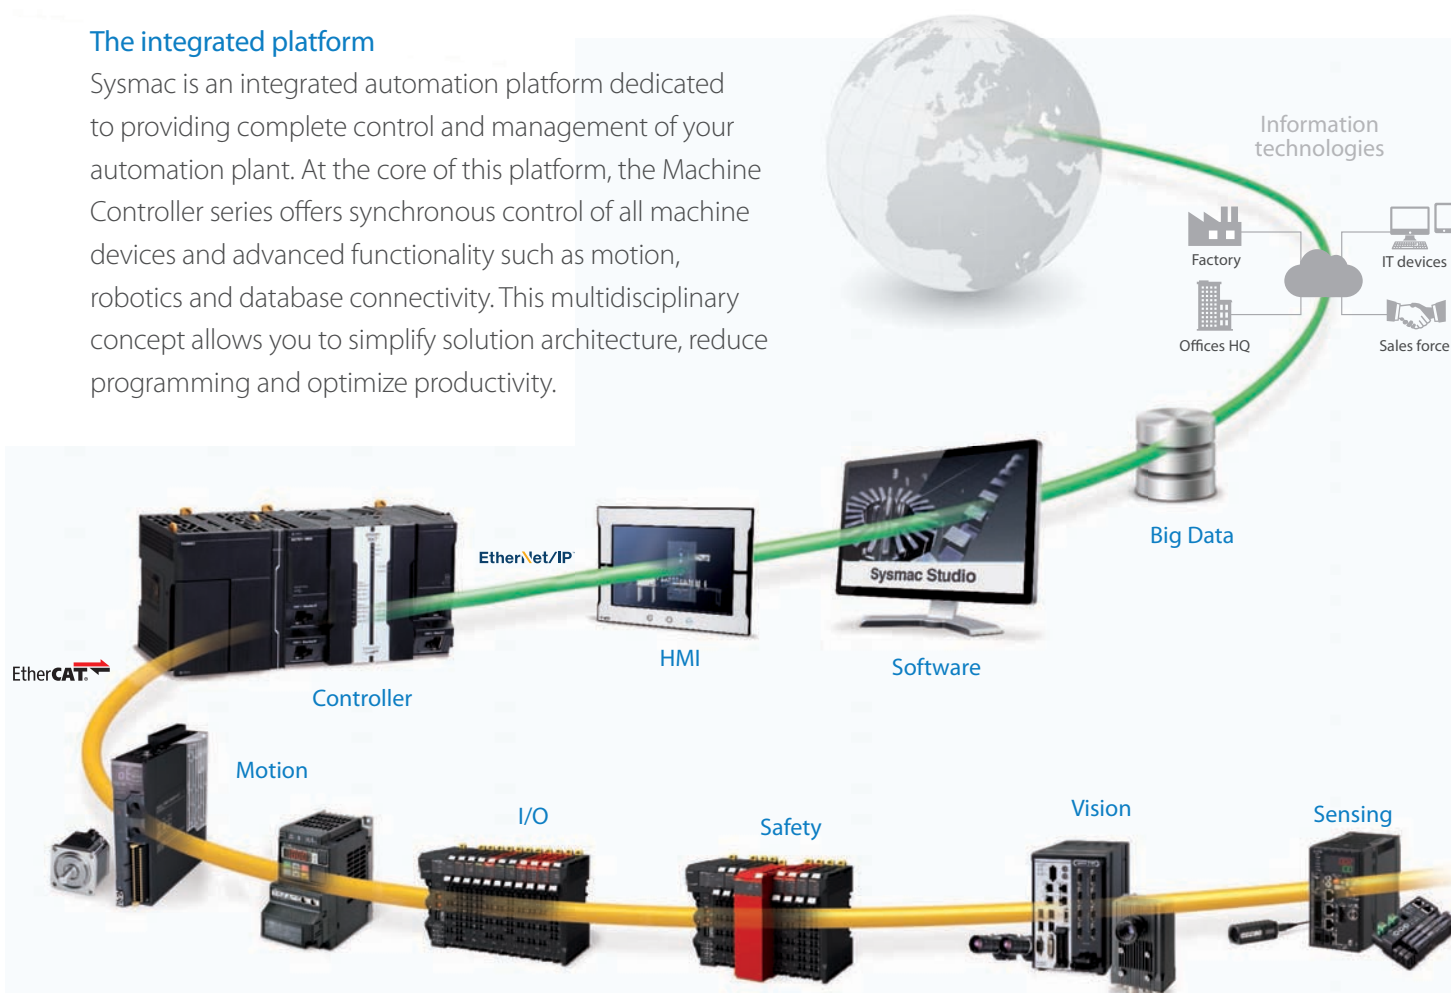 The integrated platform
Sysmac is an integrated automation platform dedicated
to providing complete control and management of your
automation plant. At the core of this platform, the Machine
Controller series offers synchronous control of all machine
devices and advanced functionality such as motion,
robotics and database connectivity. This multidisciplinary
concept allows you to simplify solution architecture, reduce
programming and optimize productivity.
Information
technologies
Factory
IT devices
Offices HQ
Sales force
Big Data
EtherNet/IP
Sysmac Studio
HMI
Software
EtherCAT®
Controller
Motion
I/O
Safety
Vision
Sensing